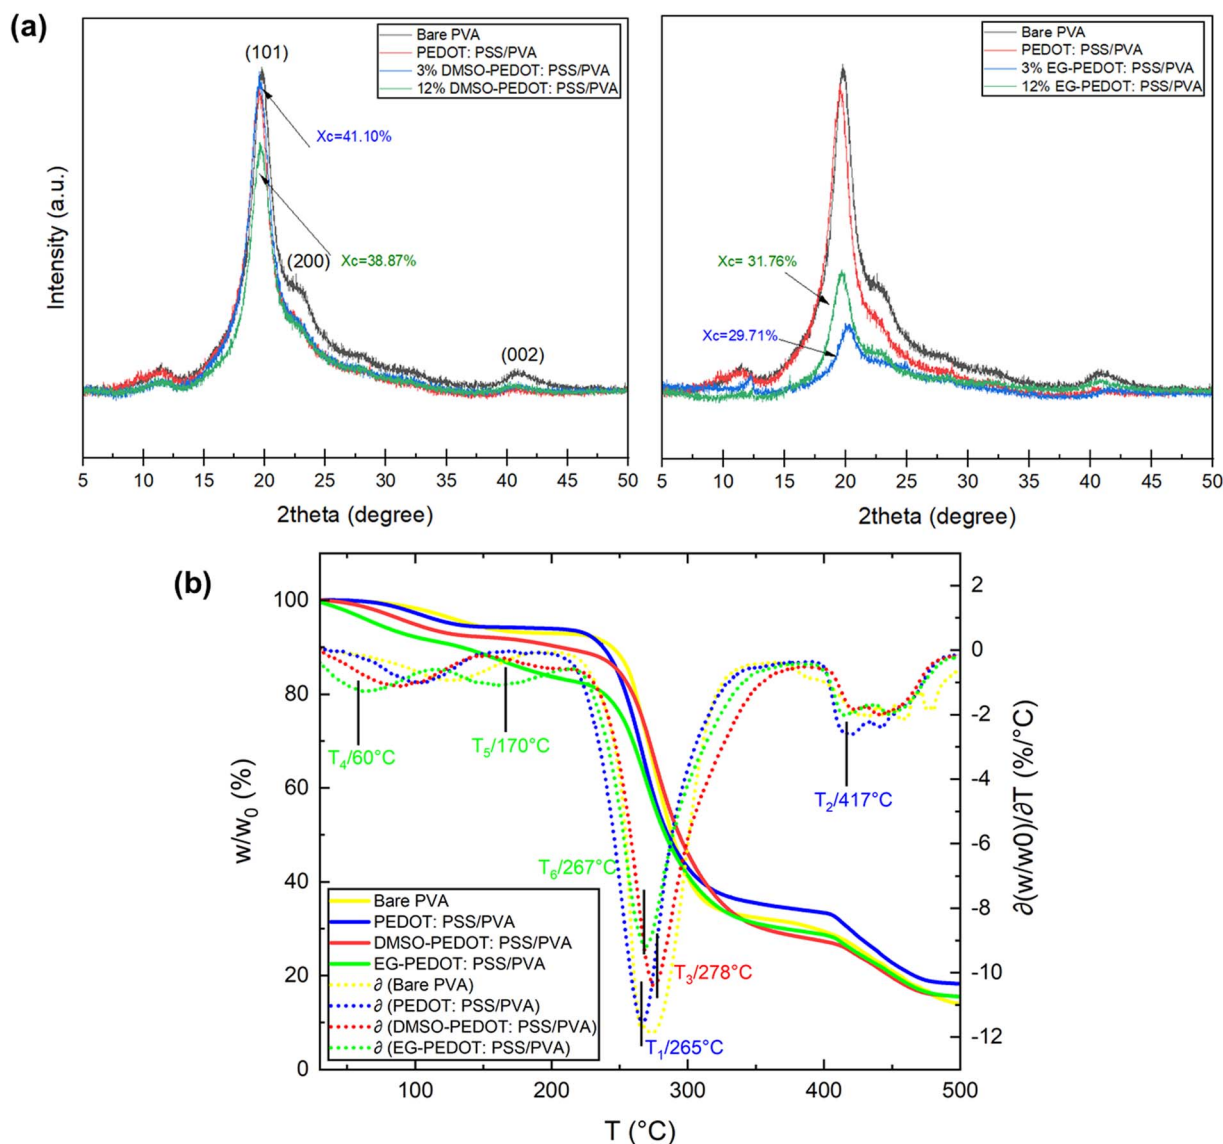 (a)
Bare PVA
PEDOT: PSS/PVA
3% DMSO-PEDOT: PSS/PVA
12% DMSO-PEDOT: PSS/PVA
(101)
Xc=41.10%
Xc=38.87%
(200)
(002)
Intensity (a.u.)
5 10 15 20 25 30 35 40 45 50
2theta (degree)
Bare PVA
PEDOT: PSS/PVA
3% EG-PEDOT: PSS/PVA
12% EG-PEDOT: PSS/PVA
Xc= 31.76%
Xc=29.71%
5 10 15 20 25 30 35 40 45 50
2theta (degree)
(b)
100
80
60
40
20
0
w/w₀ (%)
T₄/60°C
T₅/170°C
T₂/417°C
T₆/267°C
T₃/278°C
T₁/265°C
Bare PVA
PEDOT: PSS/PVA
DMSO-PEDOT: PSS/PVA
EG-PEDOT: PSS/PVA
∂ (Bare PVA)
∂ (PEDOT: PSS/PVA)
∂ (DMSO-PEDOT: PSS/PVA)
∂ (EG-PEDOT: PSS/PVA)
2
0
-2
-4
-6
-8
-10
-12
∂(w/w0)/∂T (%/°C)
100 200 300 400 500
T (°C)